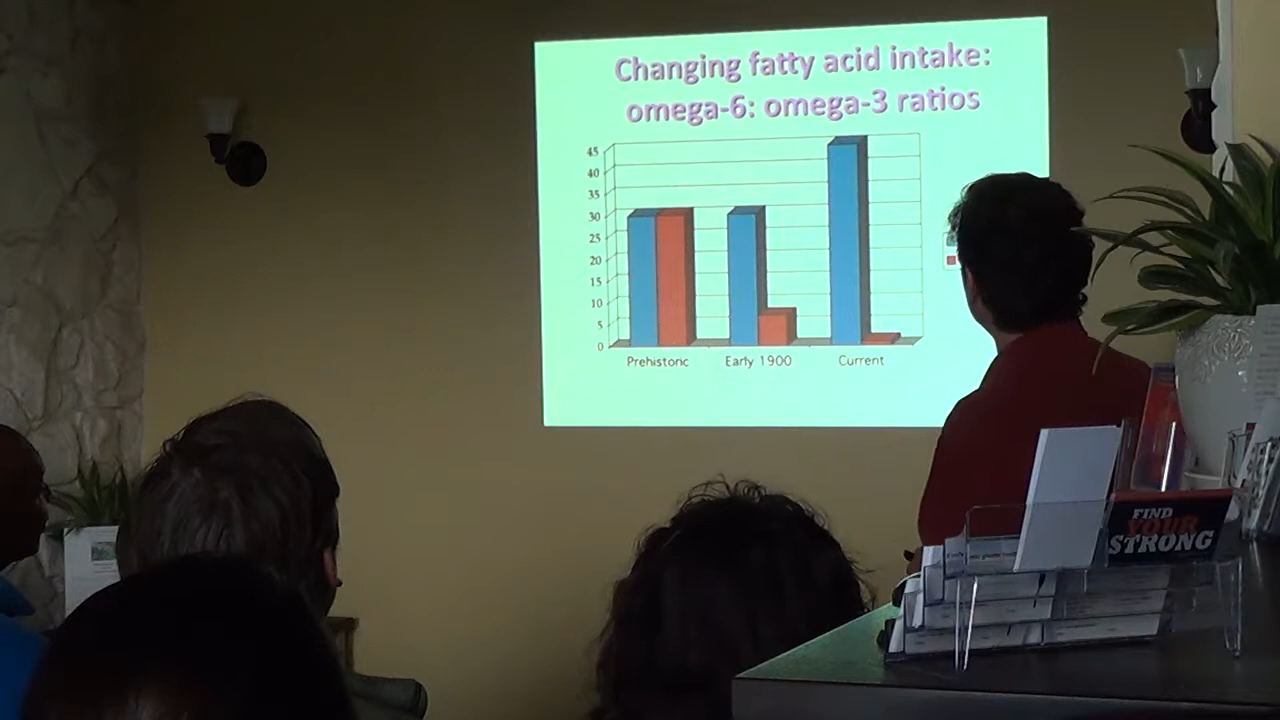 Changing fatty acid intake:
omega-6: omega-3 ratios
45
40
35
30
25
20
15
10
5
0
Prehistoric
Early 1900
Current
FIND
YOUR
STRONG